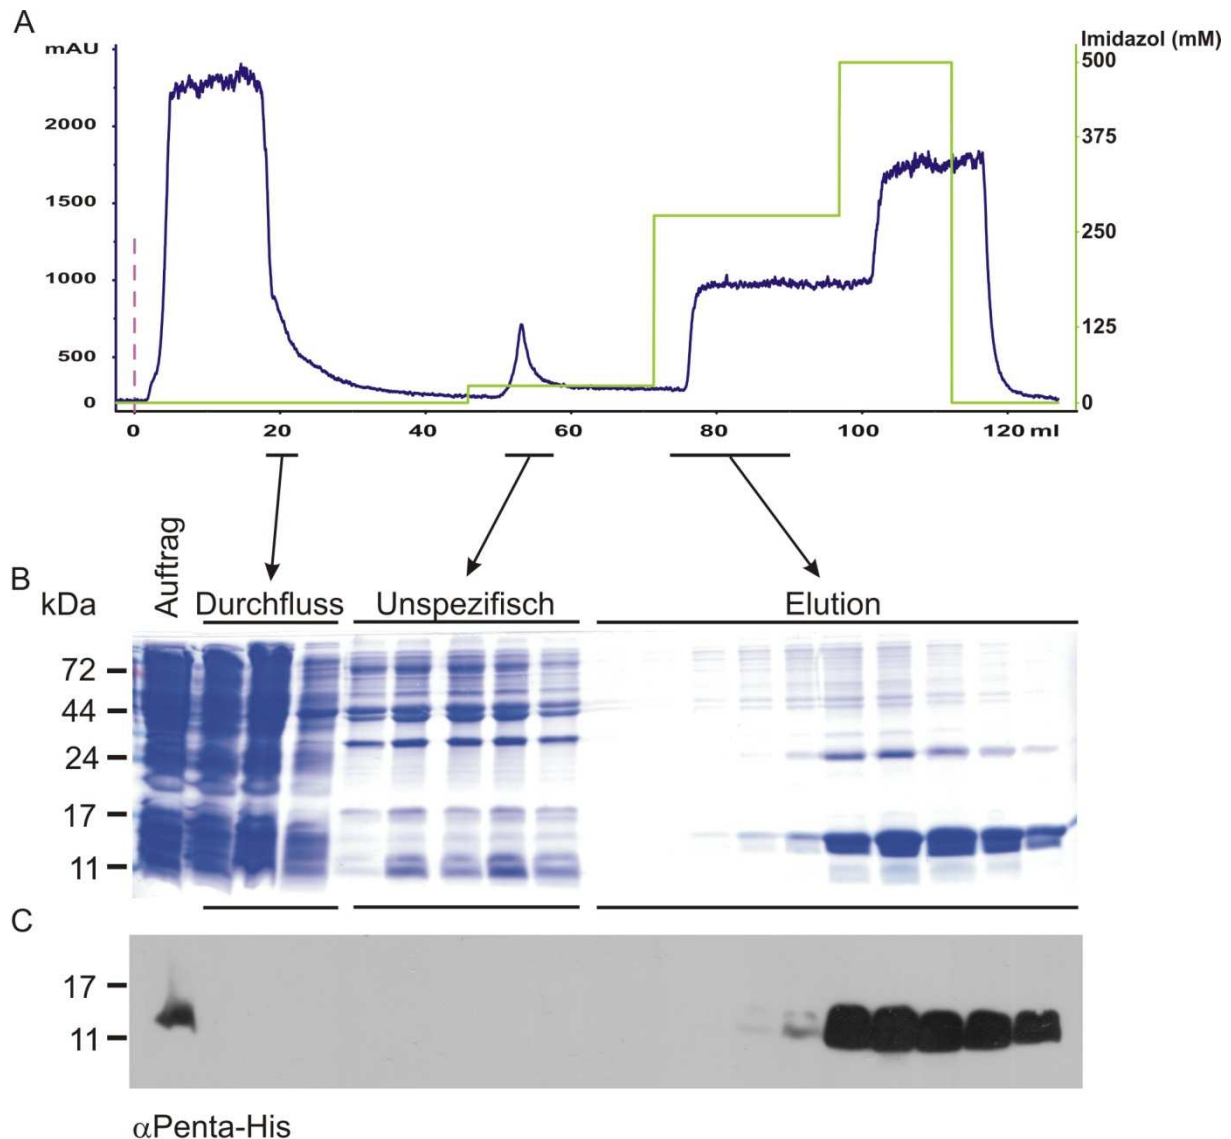 A
mAU
Imidazol (mM)
500
2000
375
1500
250
1000
125
500
0
0
0 20 40 60 80 100 120 ml
Auftrag
B
kDa
Durchfluss Unspezifisch Elution
72
44
24
17
11
C
17
11
αPenta-His